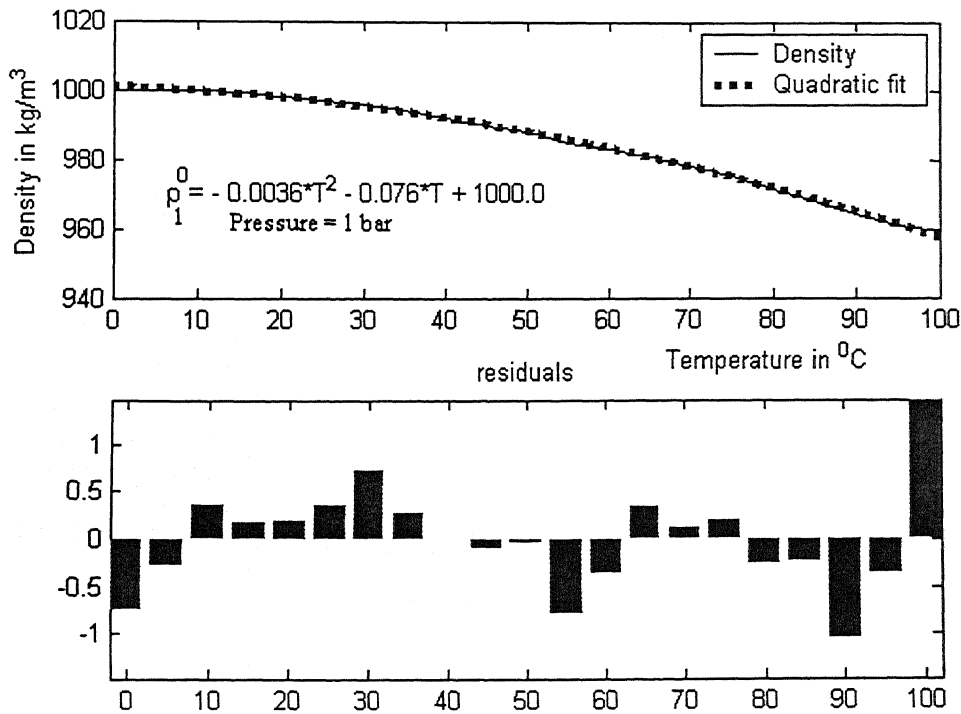 1020
1000
980
960
940
Density in kg/m³
Density
Quadratic fit
ρ₁⁰ = - 0.0036*T² - 0.076*T + 1000.0
Pressure = 1 bar
0 10 20 30 40 50 60 70 80 90 100
Temperature in ⁰C
residuals
1
0.5
0
-0.5
-1
0 10 20 30 40 50 60 70 80 90 100